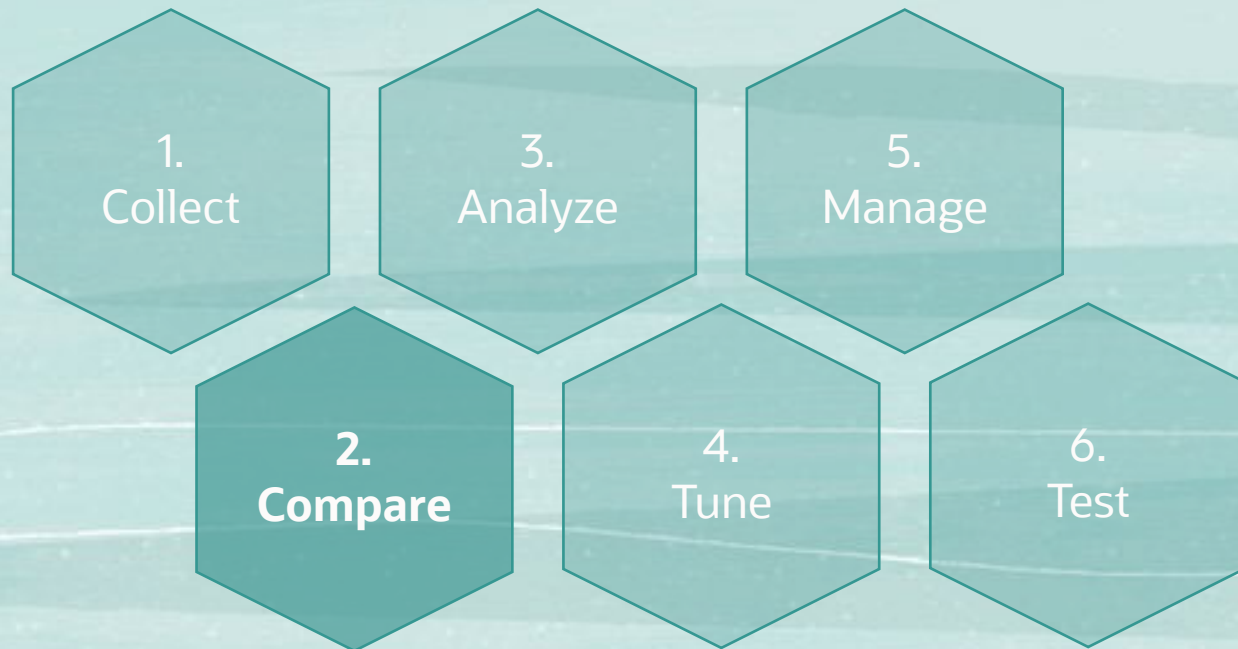 1.
Collect
2.
Compare
3.
Analyze
4.
Tune
5.
Manage
6.
Test